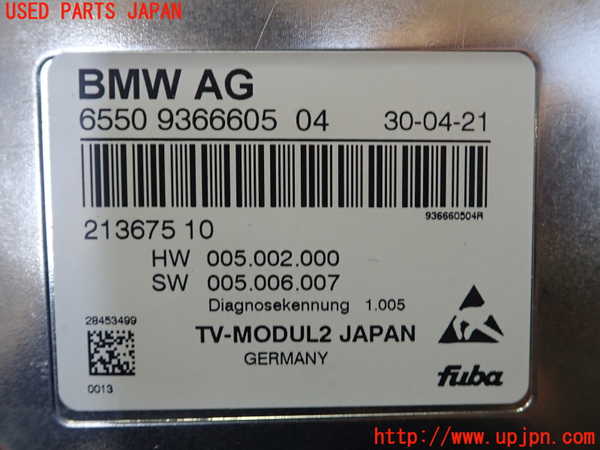 USED PARTS JAPAN
BMW AG
6550 9366605 04 30-04-21
936660504A
213675 10
HW 005.002.000
SW 005.006.007
Diagnosekennung 1.005
28453499
TV-MODUL2 JAPAN
GERMANY
0013
fuba
http://www.upjpn.com/